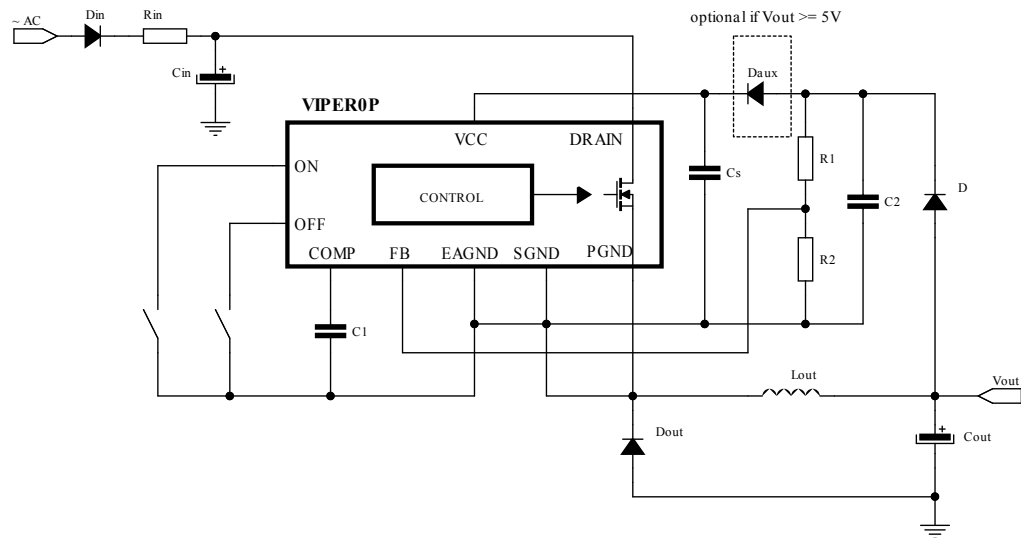 optional if Vout >= 5V
~ AC
Din
Rin
Cin
Daux
VIPER0P
VCC
DRAIN
ON
R1
Cs
D
CONTROL
C2
OFF
COMP
FB
EAGND
SGND
PGND
R2
C1
Lout
Vout
Dout
Cout